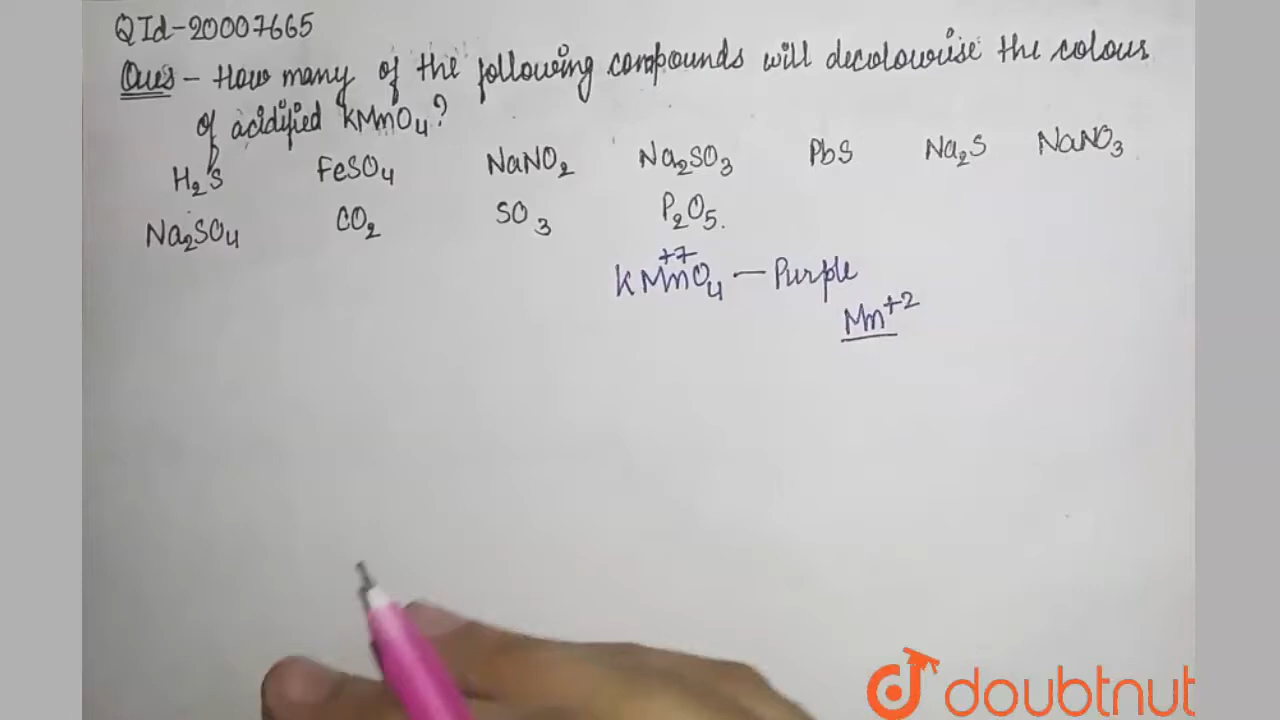 QId-20007665
Ques - How many of the following compounds will decolourise the colour
of acidified KMnO4?
H2S FeSO4 NaNO2 Na2SO3 PbS Na2S NaNO3
Na2SO4 CO2 SO3 P2O5.
+7
KMnO4 — Purple
Mn+2
doubtnut